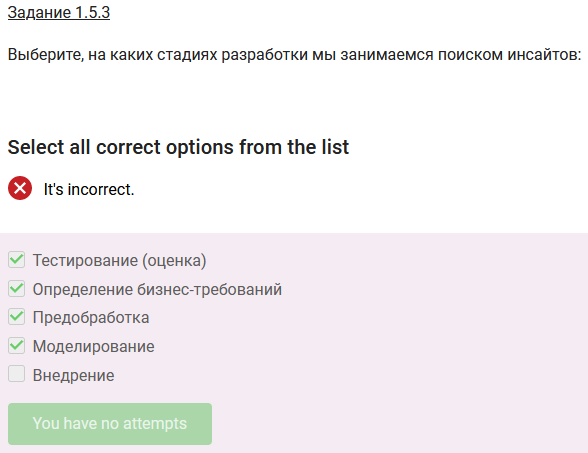 Задание 1.5.3
Выберите, на каких стадиях разработки мы занимаемся поиском инсайтов:
Select all correct options from the list
It's incorrect.
Тестирование (оценка)
Определение бизнес-требований
Предобработка
Моделирование
Внедрение
You have no attempts